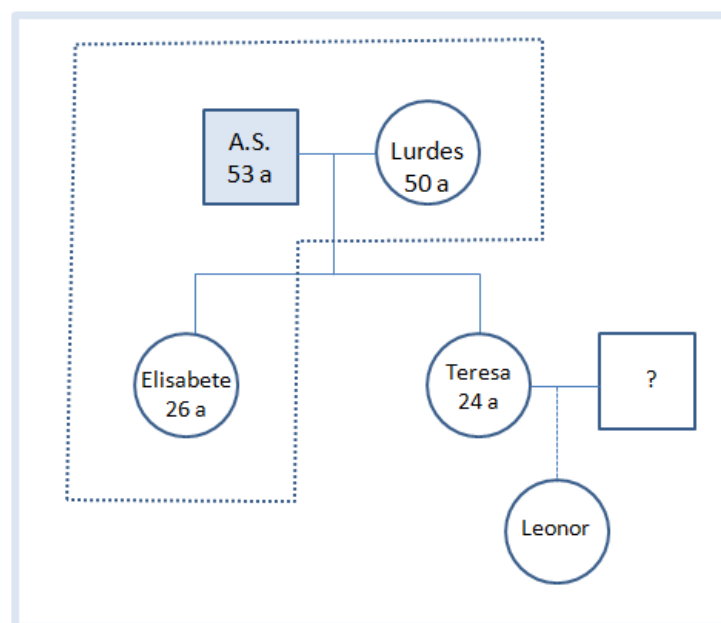 A.S.
53 a
Lurdes
50 a
Elisabete
26 a
Teresa
24 a
?
Leonor